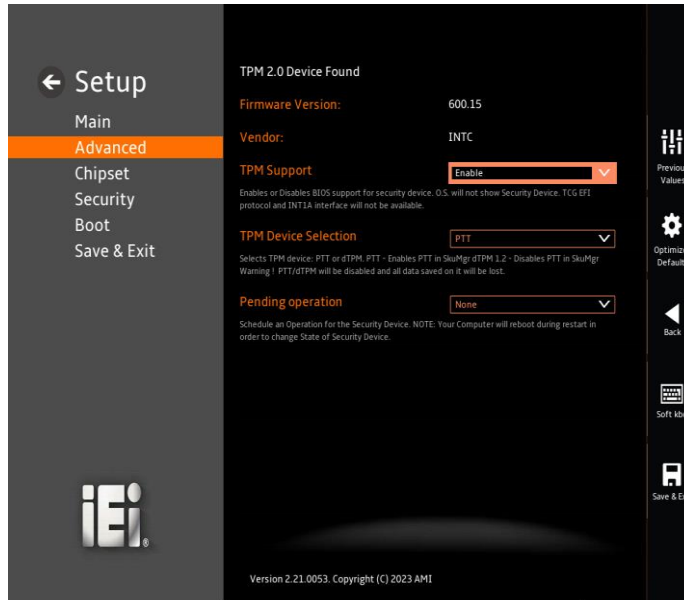 Setup
Main
Advanced
Chipset
Security
Boot
Save & Exit
iEi®
TPM 2.0 Device Found
Firmware Version: 600.15
Vendor: INTC
TPM Support Enable
Enables or Disables BIOS support for security device. O.S. will not show Security Device. TCG EFI
protocol and INT1A interface will not be available.
TPM Device Selection PTT
Selects TPM device: PTT or dTPM. PTT - Enables PTT in SkuMgr dTPM 1.2 - Disables PTT in SkuMgr
Warning ! PTT/dTPM will be disabled and all data saved on it will be lost.
Pending operation None
Schedule an Operation for the Security Device. NOTE: Your Computer will reboot during restart in
order to change State of Security Device.
Version 2.21.0053. Copyright (C) 2023 AMI
Previou
Values
Optimize
Default
Back
Soft kb
Save & E